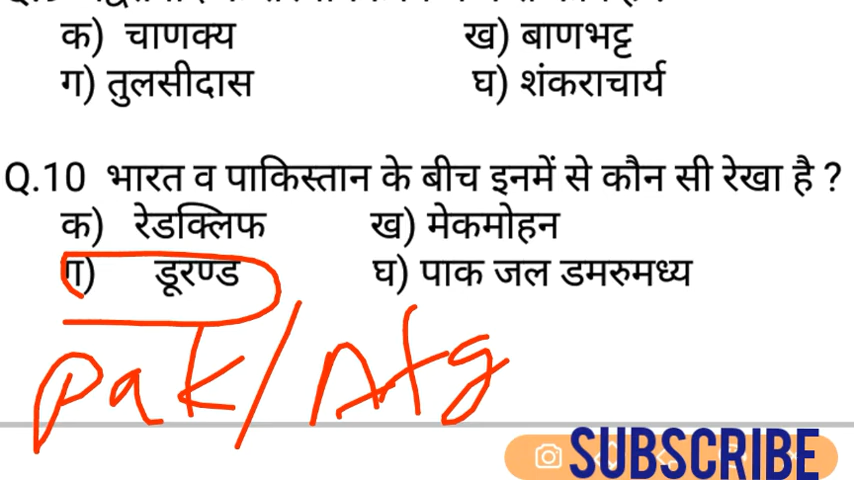 क) चाणक्य ख) बाणभट्ट
ग) तुलसीदास घ) शंकराचार्य
Q.10 भारत व पाकिस्तान के बीच इनमें से कौन सी रेखा है ?
क) रेडक्लिफ ख) मेकमोहन
ग) डूरण्ड घ) पाक जल डमरुमध्य
Pak/Afg
SUBSCRIBE